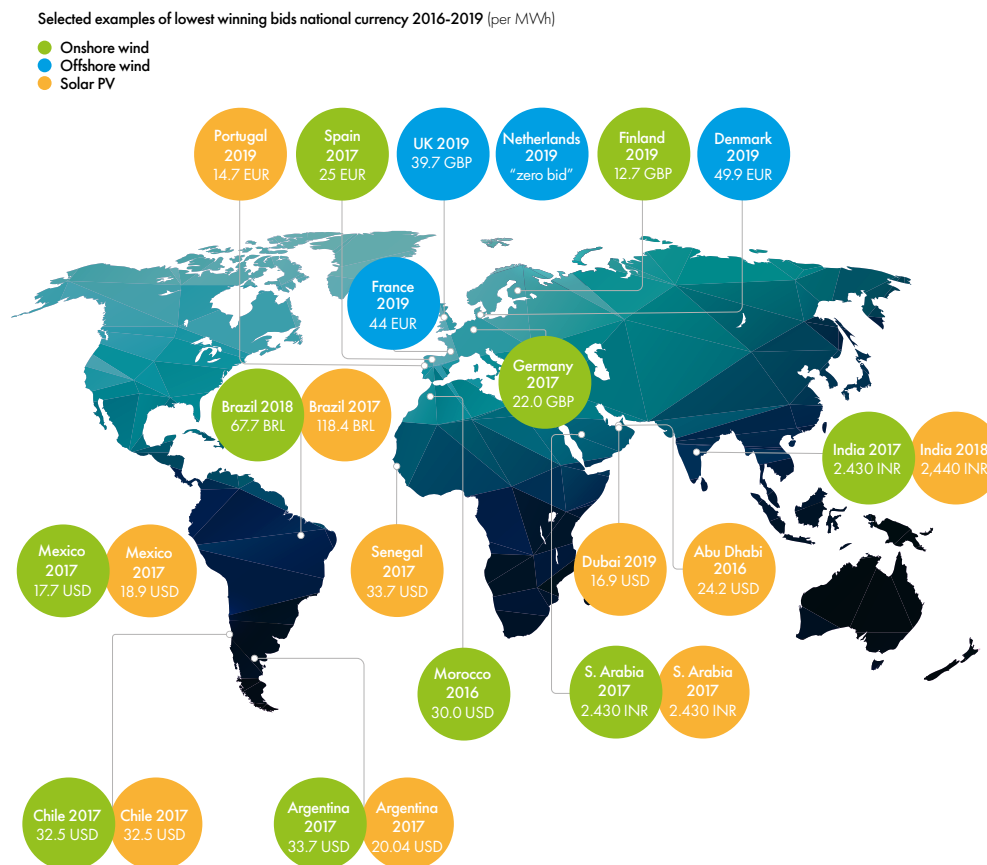 Selected examples of lowest winning bids national currency 2016-2019 (per MWh)
Onshore wind
Offshore wind
Solar PV
Portugal
2019
14.7 EUR
Spain
2017
25 EUR
UK 2019
39.7 GBP
Netherlands
2019
“zero bid”
Finland
2019
12.7 GBP
Denmark
2019
49.9 EUR
France
2019
44 EUR
Germany
2017
22.0 GBP
Brazil 2018
67.7 BRL
Brazil 2017
118.4 BRL
India 2017
2.430 INR
India 2018
2,440 INR
Mexico
2017
17.7 USD
Mexico
2017
18.9 USD
Senegal
2017
33.7 USD
Dubai 2019
16.9 USD
Abu Dhabi
2016
24.2 USD
Morocco
2016
30.0 USD
S. Arabia
2017
2.430 INR
S. Arabia
2017
2.430 INR
Chile 2017
32.5 USD
Chile 2017
32.5 USD
Argentina
2017
33.7 USD
Argentina
2017
20.04 USD